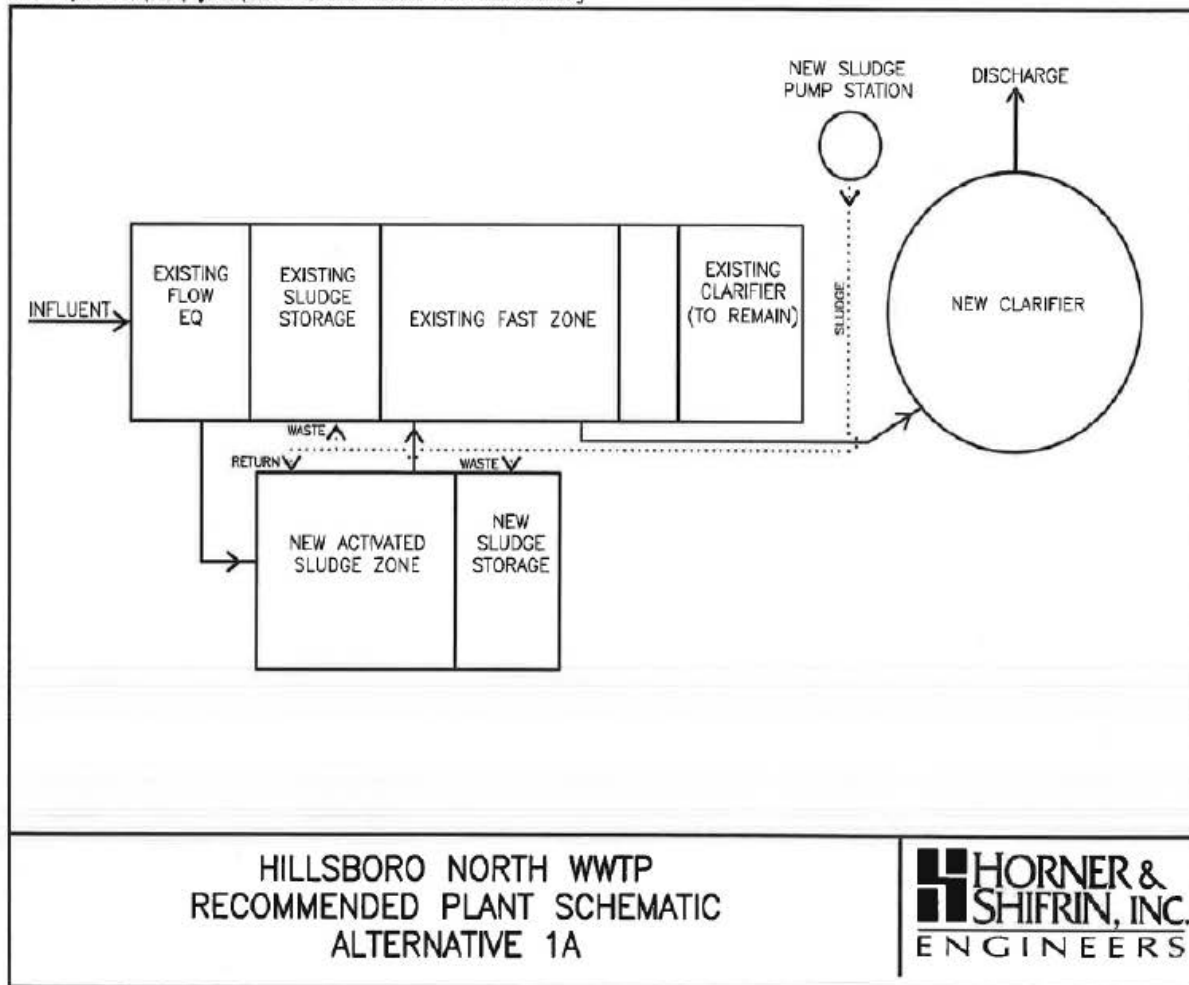 NEW SLUDGE
PUMP STATION
DISCHARGE
INFLUENT
EXISTING
FLOW
EQ
EXISTING
SLUDGE
STORAGE
EXISTING FAST ZONE
EXISTING
CLARIFIER
(TO REMAIN)
SLUDGE
NEW CLARIFIER
WASTE
RETURN
WASTE
NEW ACTIVATED
SLUDGE ZONE
NEW
SLUDGE
STORAGE
HILLSBORO NORTH WWTP
RECOMMENDED PLANT SCHEMATIC
ALTERNATIVE 1A
HORNER &
SHIFRIN, INC.
ENGINEERS